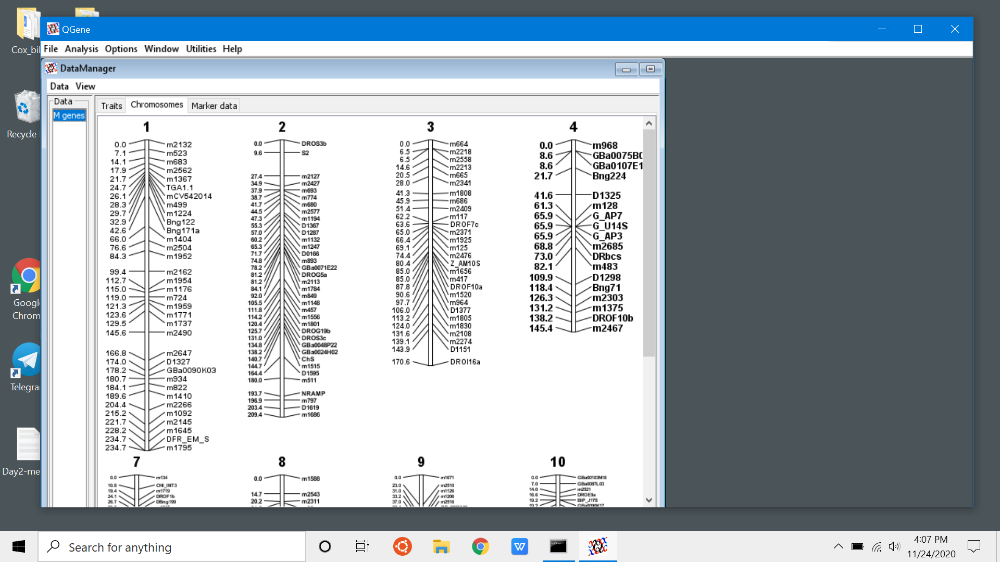 Cox_bil
QGene
File Analysis Options Window Utilities Help
DataManager
Data View
Data
M genes
Traits Chromosomes Marker data
1
0.0 m2132
7.1 m523
14.1 m683
17.9 m2562
21.7 m1367
24.7 TGA1.1
26.1 mCV542014
28.3 m499
29.7 m1224
32.9 Bng122
42.6 Bng171a
66.0 m1404
76.6 m2504
84.3 m1952
99.4 m2162
112.7 m1954
115.0 m1176
119.0 m724
121.3 m1959
123.6 m1771
129.5 m1737
145.6 m2490
166.8 m2647
174.0 D1327
178.2 GBa0090K03
180.7 m934
184.1 m822
189.6 m1410
204.4 m2266
215.2 m1092
221.7 m2145
228.2 m1645
234.7 DFR_EM_S
234.7 m1795
2
0.0 DROS3b
9.6 S2
27.4 m2127
34.9 m2427
37.9 m693
38.7 m774
41.7 m680
44.5 m2577
47.3 m1194
55.3 D1367
57.0 D1287
60.2 m1132
65.3 m1247
71.7 D0166
74.8 m893
78.2 GBa0071E22
81.2 DROG5a
81.2 m2113
84.1 m1784
92.0 m849
105.5 m1148
111.8 m457
114.2 m1556
120.4 m1801
125.7 DROG19b
131.0 DROS3c
134.8 GBa0048P22
138.2 GBa0024H02
140.7 ChS
144.7 m1515
164.4 D1595
180.0 m511
193.7 NRAMP
196.9 m797
203.4 D1619
209.4 m1686
3
0.0 m664
6.5 m2218
6.5 m2558
14.6 m2213
20.5 m665
28.0 m2341
41.3 m1808
45.9 m686
51.4 m2409
62.2 m117
63.6 DROF7c
65.0 m2371
66.4 m1925
69.1 m125
74.4 m2476
80.4 Z_AM10S
85.0 m1656
85.0 m417
87.8 DROF10a
90.6 m1520
97.7 m964
106.0 D1377
113.2 m1805
124.0 m1830
131.6 m2108
139.1 m2274
143.9 D1151
170.6 DROI16a
4
0.0 m968
8.6 GBa0075B0
8.6 GBa0107E1
21.7 Bng224
41.6 D1325
61.3 m128
65.9 G_AP7
65.9 G_U14S
65.9 G_AP3
68.8 m2685
73.0 DRbcs
82.1 m483
109.9 D1298
118.4 Bng71
126.3 m2303
131.2 m1375
138.2 DROF10b
145.4 m2467
7
0.0 m134
10.8 CHI_INT3
19.4 m1719
24.1 DROF1b
26.7 DBng199
8
0.0 m1588
14.7 m2543
20.2 m2311
9
0.0 m1671
23.0 m2510
31.0 m1126
33.2 m1206
37.0 m2516
10
0.0 GBa00103N18
7.0 GBa0087L03
14.0 m2521
16.6 DROE9a
19.2 BIP_J17S
19.2 GBa0090K17
Recycle
Google
Chrom
Telegra
Day2-me
Search for anything
4:07 PM
11/24/2020